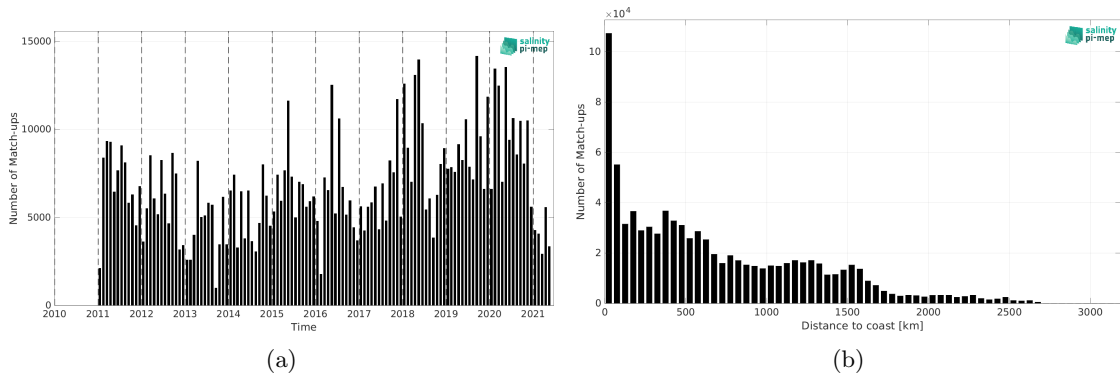 salinity
pi-mep
15000
10000
5000
0
Number of Match-ups
2010 2011 2012 2013 2014 2015 2016 2017 2018 2019 2020 2021
Time
(a)
×10⁴
salinity
pi-mep
10
8
6
4
2
0
Number of Match-ups
0 500 1000 1500 2000 2500 3000
Distance to coast [km]
(b)